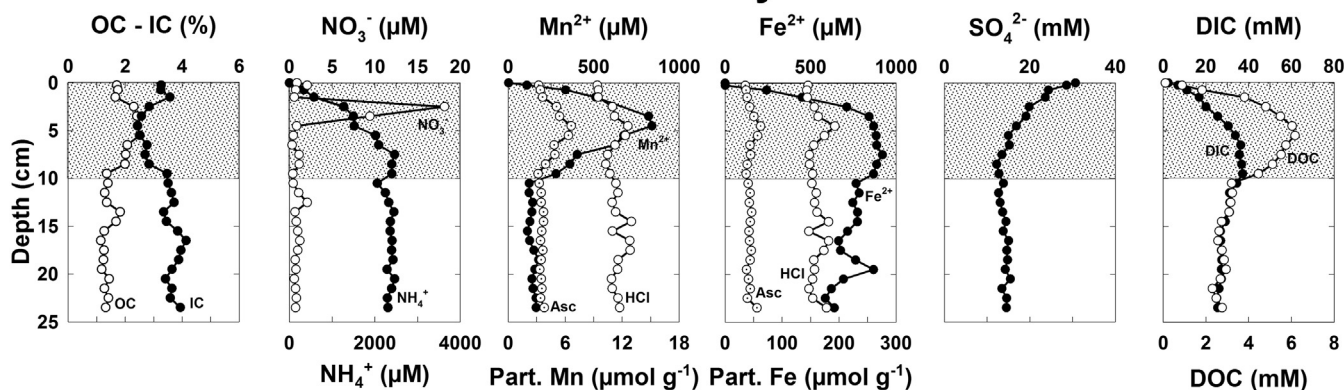 OC - IC (%) NO₃⁻ (µM) Mn²⁺ (µM) Fe²⁺ (µM) SO₄²⁻ (mM) DIC (mM)
0 2 4 6 0 6 12 18 0 500 1000 0 500 1000 0 20 40 0 20 40 60 80
Depth (cm)
0
5
10
15
20
25
NO₃⁻
Mn²⁺
DIC DOC
Fe²⁺
HCl
OC IC NH₄⁺ Asc HCl Asc
0 2000 4000 0 6 12 18 0 100 200 300 400 0 2 4 6 8
NH₄⁺ (µM) Part. Mn (µmol g⁻¹) Part. Fe (µmol g⁻¹) DOC (mM)